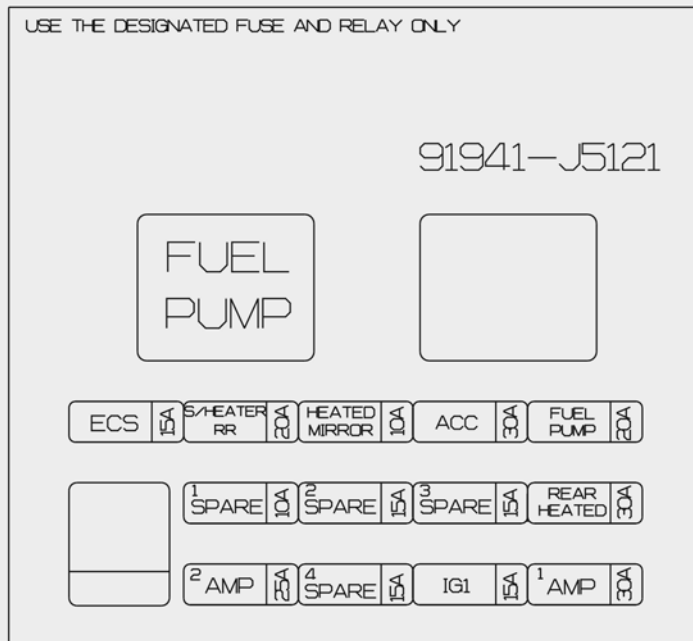 USE THE DESIGNATED FUSE AND RELAY ONLY
91941-J5121
FUEL
PUMP
ECS 15A
S/HEATER
RR 20A
HEATED
MIRROR 10A
ACC 30A
FUEL
PUMP 20A
1
SPARE 10A
2
SPARE 15A
3
SPARE 15A
REAR
HEATED 30A
2 AMP 25A
4
SPARE 15A
IG1 15A
1 AMP 30A